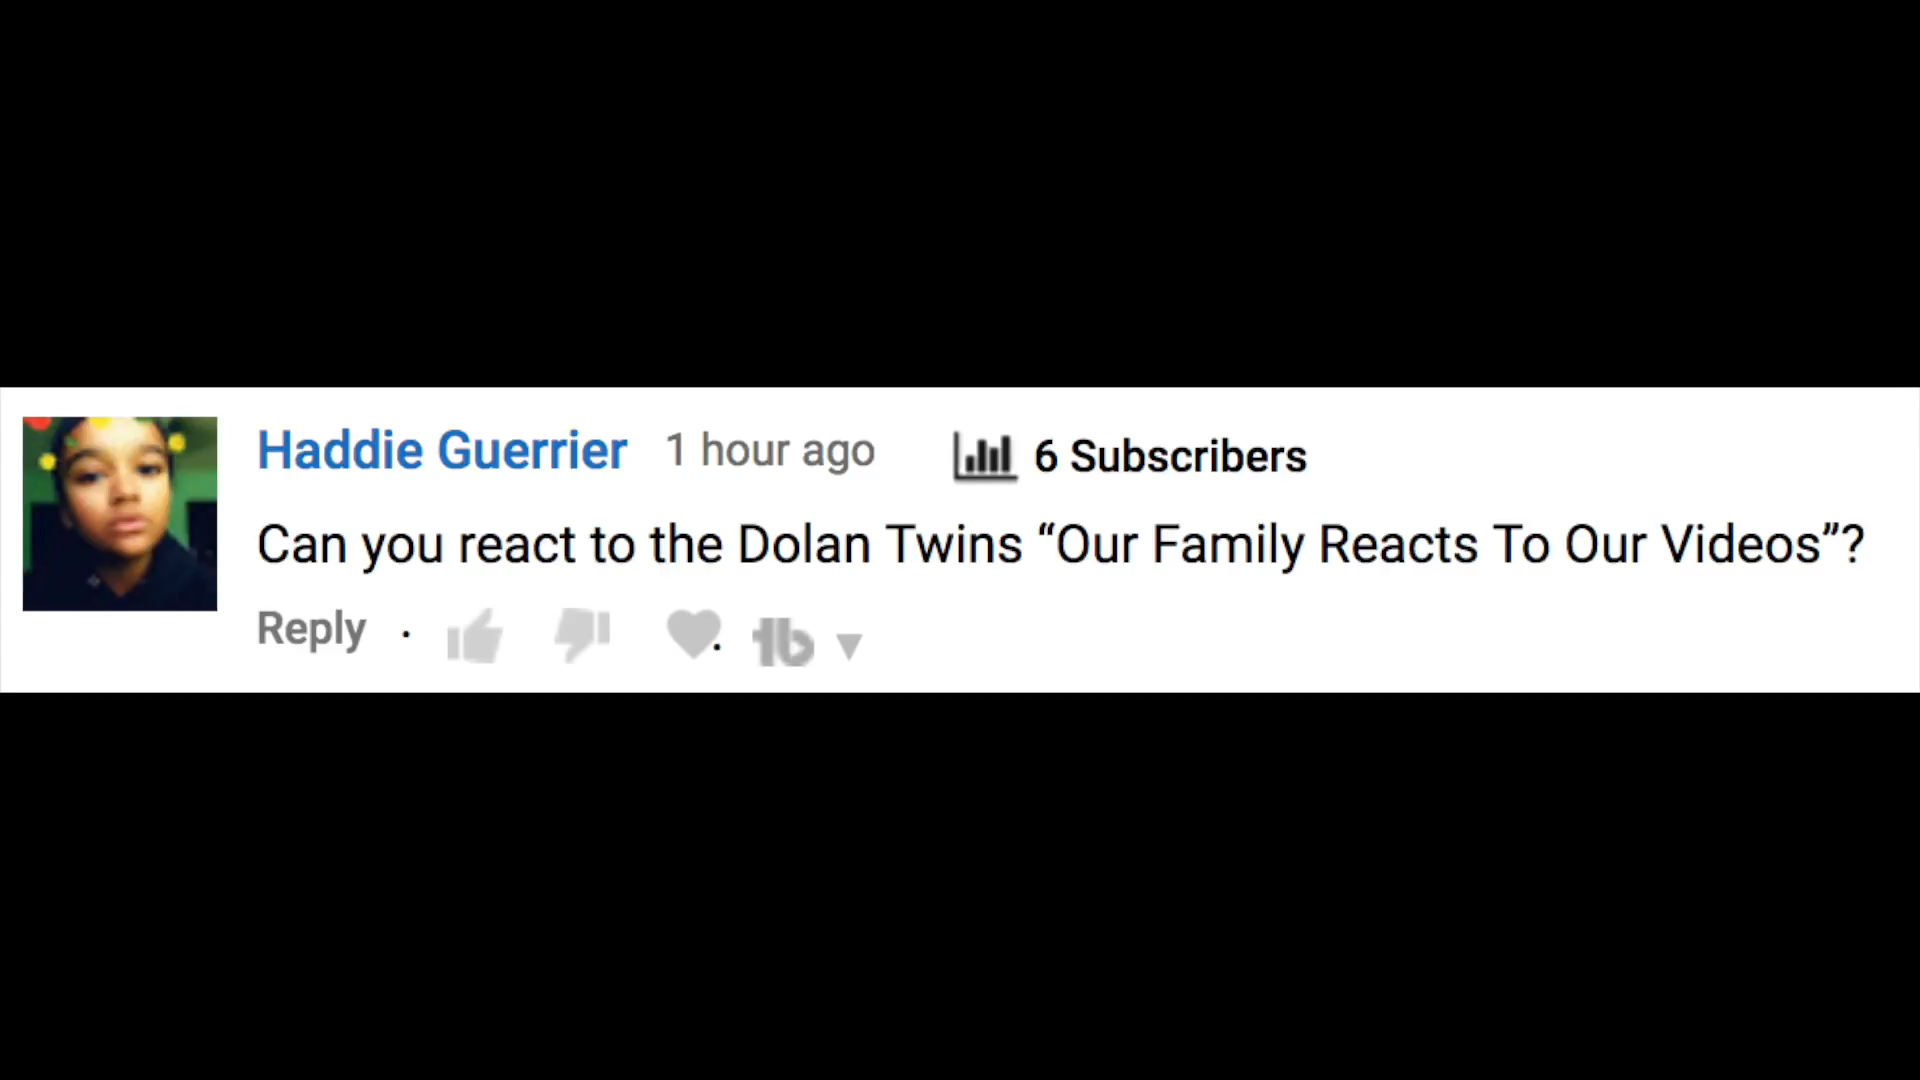 Haddie Guerrier 1 hour ago 6 Subscribers
Can you react to the Dolan Twins “Our Family Reacts To Our Videos”?
Reply · . tb ▼